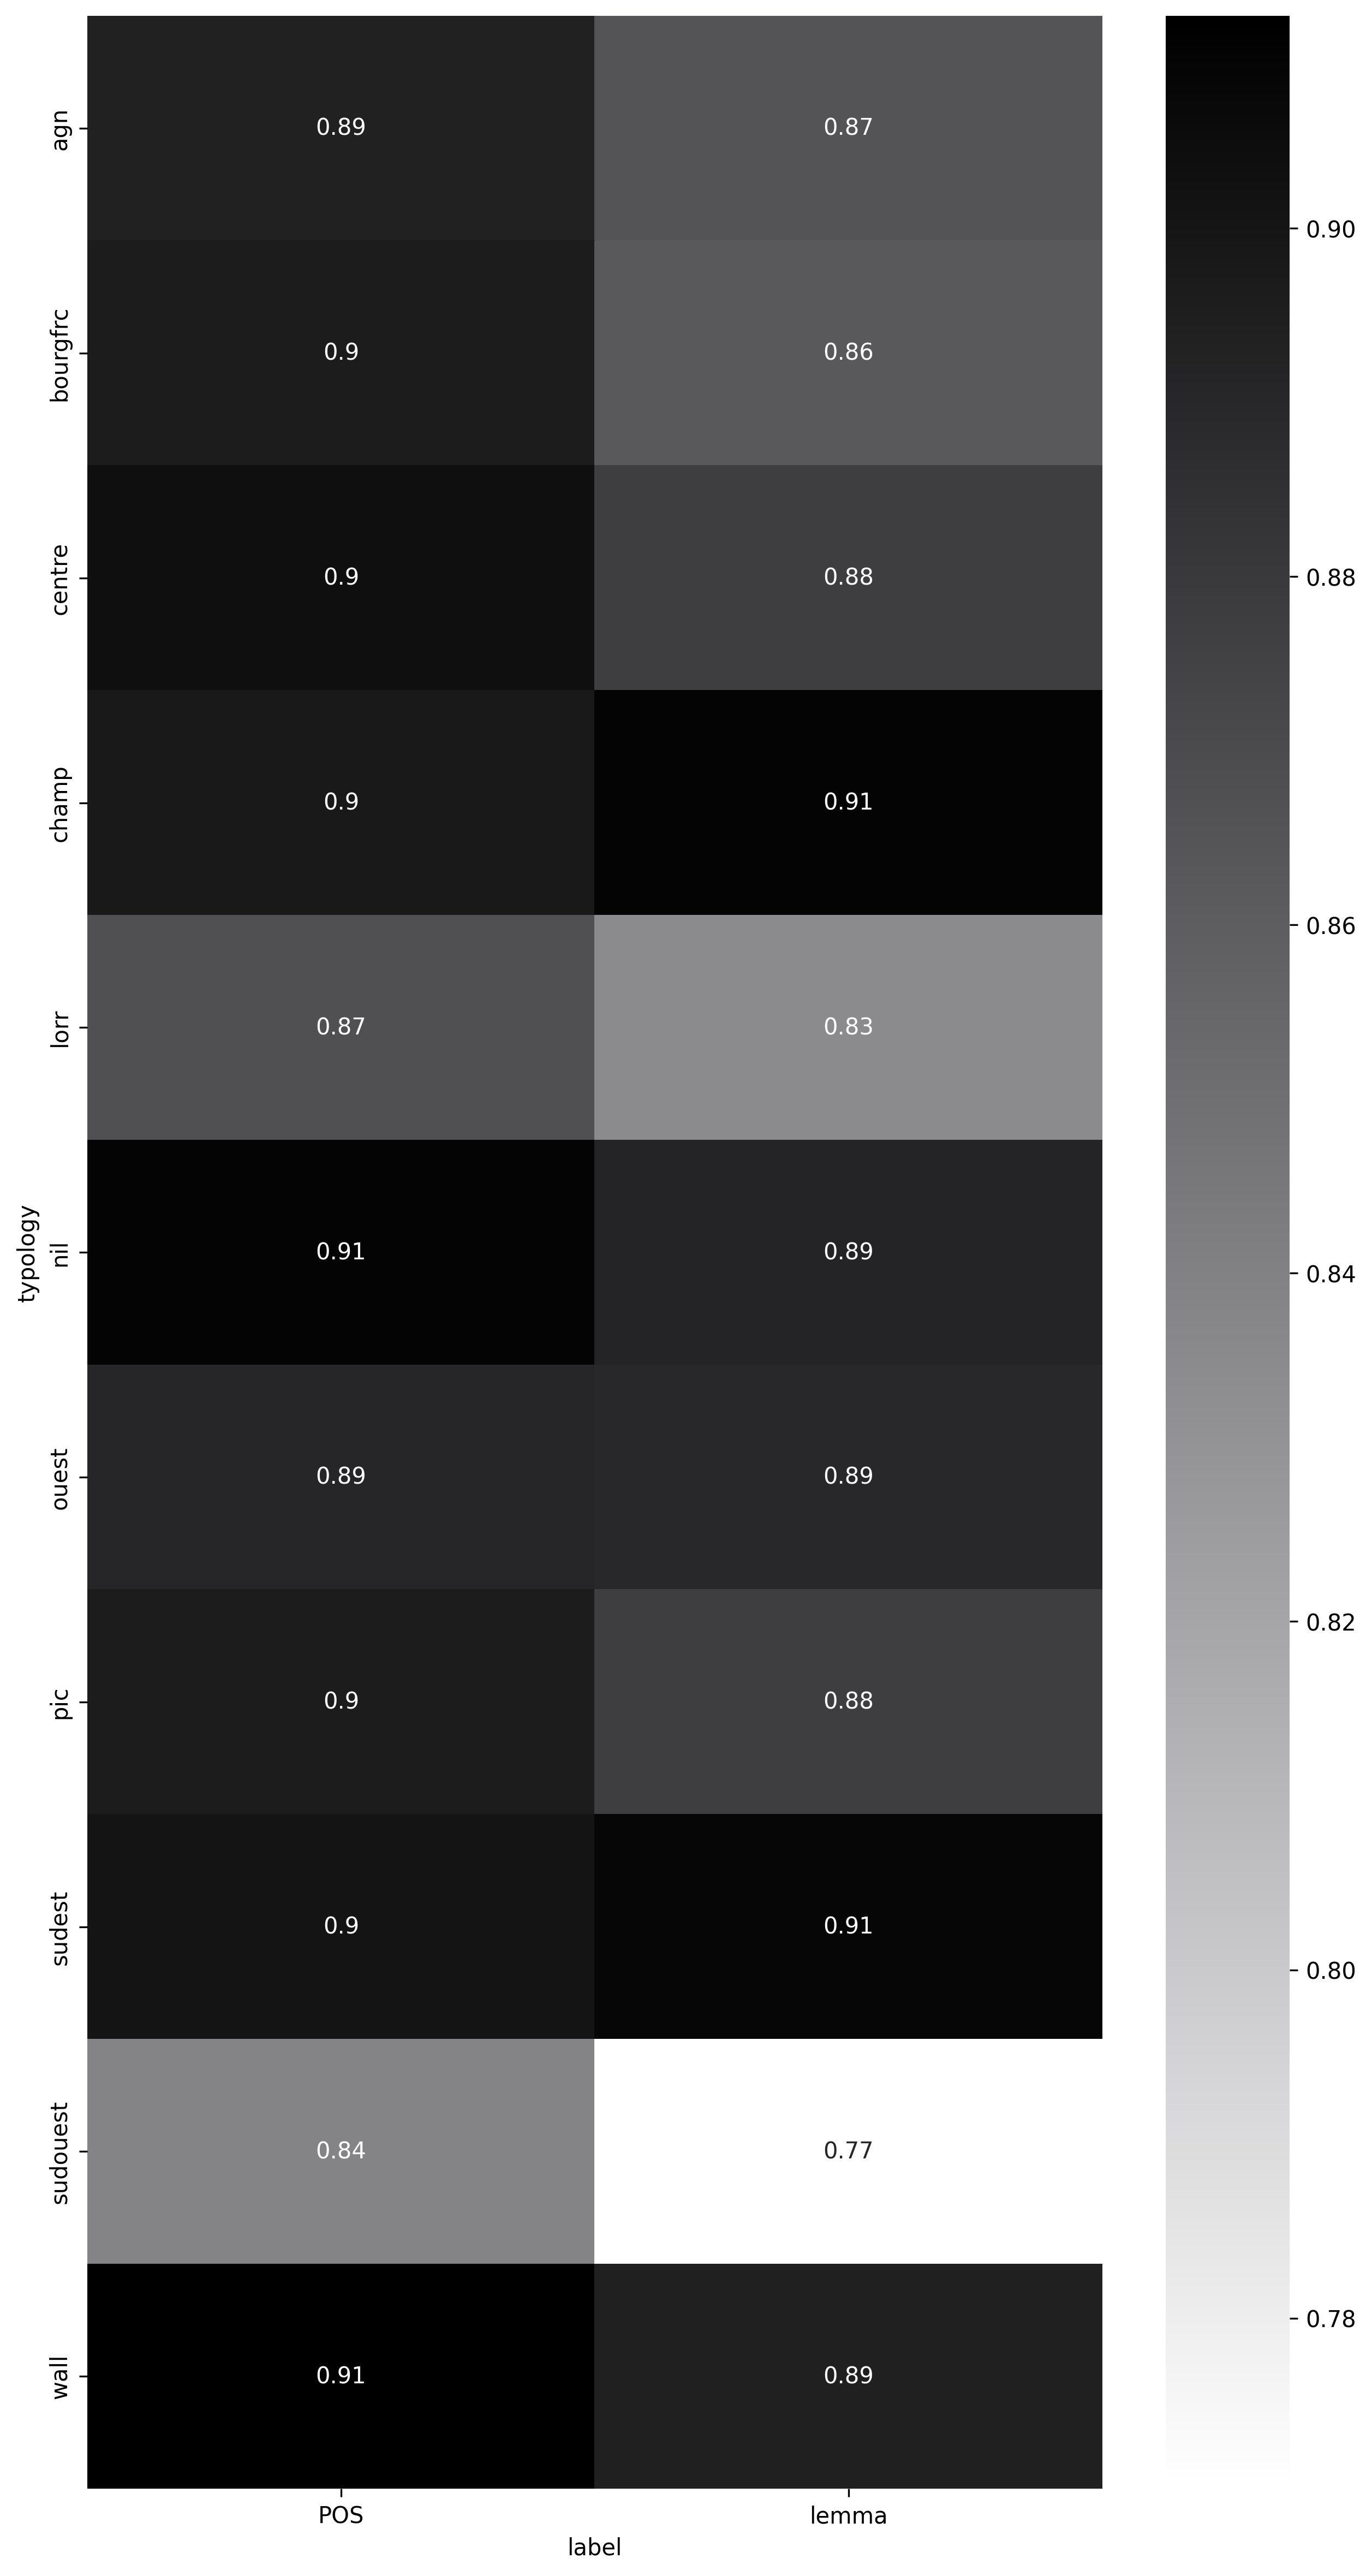 typology
agn 0.89 0.87
bourgfrc 0.9 0.86
centre 0.9 0.88
champ 0.9 0.91
lorr 0.87 0.83
nil 0.91 0.89
ouest 0.89 0.89
pic 0.9 0.88
sudest 0.9 0.91
sudouest 0.84 0.77
wall 0.91 0.89
POS lemma
label
0.90
0.88
0.86
0.84
0.82
0.80
0.78